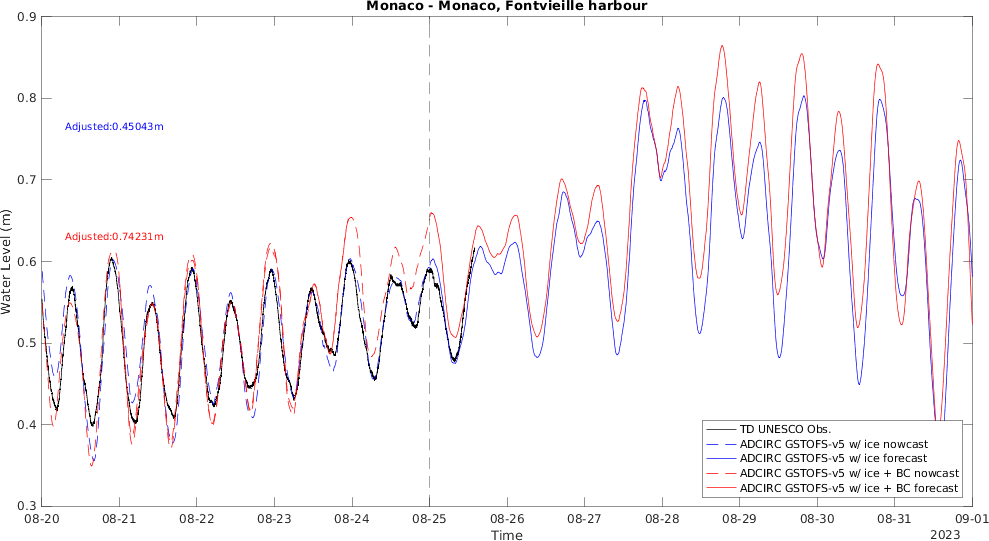 Monaco - Monaco, Fontvieille harbour
0.9
0.8
Adjusted:0.45043m
0.7
Adjusted:0.74231m
0.6
Water Level (m)
0.5
0.4
0.3
TD UNESCO Obs.
ADCIRC GSTOFS-v5 w/ ice nowcast
ADCIRC GSTOFS-v5 w/ ice forecast
ADCIRC GSTOFS-v5 w/ ice + BC nowcast
ADCIRC GSTOFS-v5 w/ ice + BC forecast
08-20 08-21 08-22 08-23 08-24 08-25 08-26 08-27 08-28 08-29 08-30 08-31 09-01
Time
2023